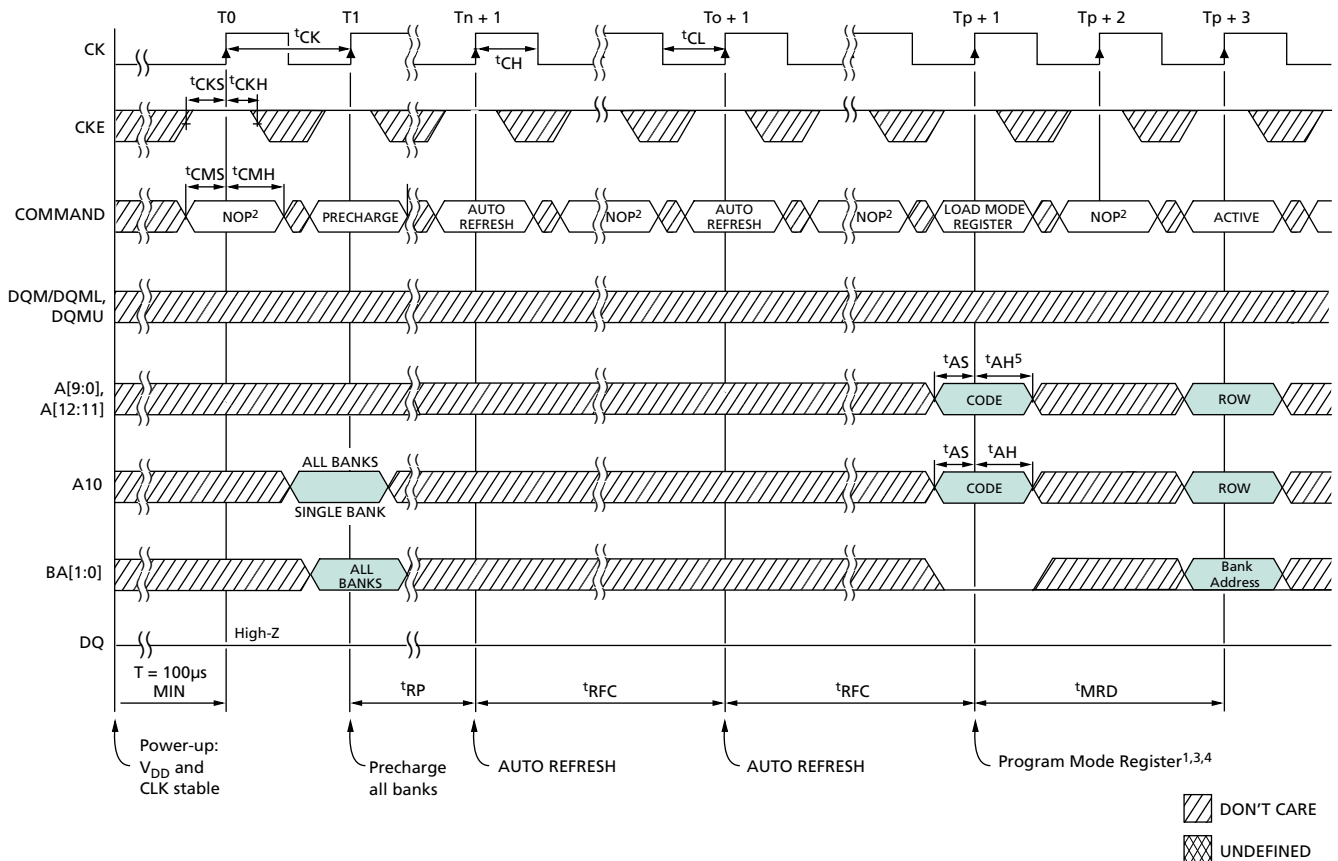 T0 T1 Tn + 1 To + 1 Tp + 1 Tp + 2 Tp + 3
CK
tCK
tCH
tCL
tCKS tCKH
CKE
tCMS tCMH
COMMAND
NOP2
PRECHARGE
AUTO
REFRESH
NOP2
AUTO
REFRESH
NOP2
LOAD MODE
REGISTER
NOP2
ACTIVE
DQM/DQML,
DQMU
A[9:0],
A[12:11]
tAS tAH5
CODE
ROW
A10
ALL BANKS
SINGLE BANK
tAS tAH
CODE
ROW
BA[1:0]
ALL
BANKS
Bank
Address
DQ
High-Z
T = 100µs
MIN
tRP
tRFC
tRFC
tMRD
Power-up:
VDD and
CLK stable
Precharge
all banks
AUTO REFRESH
AUTO REFRESH
Program Mode Register1,3,4
DON'T CARE
UNDEFINED